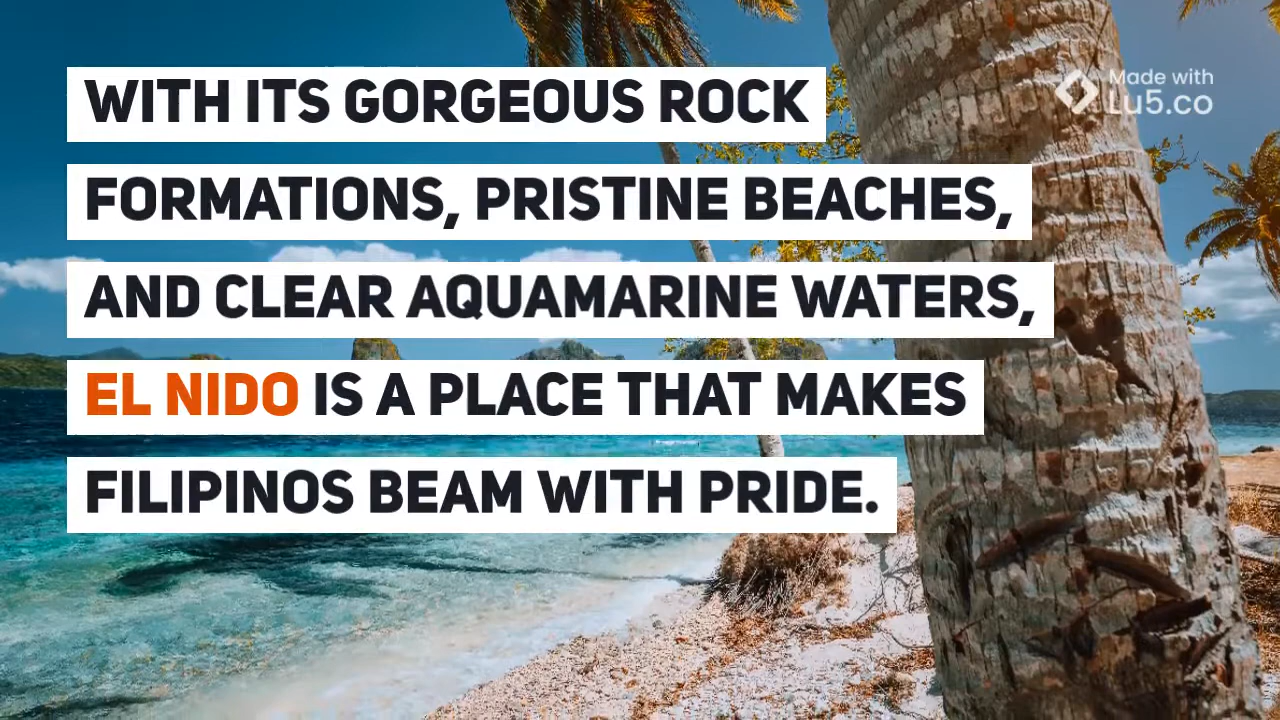 WITH ITS GORGEOUS ROCK
FORMATIONS, PRISTINE BEACHES,
AND CLEAR AQUAMARINE WATERS,
EL NIDO IS A PLACE THAT MAKES
FILIPINOS BEAM WITH PRIDE.
Made with
Lu5.co